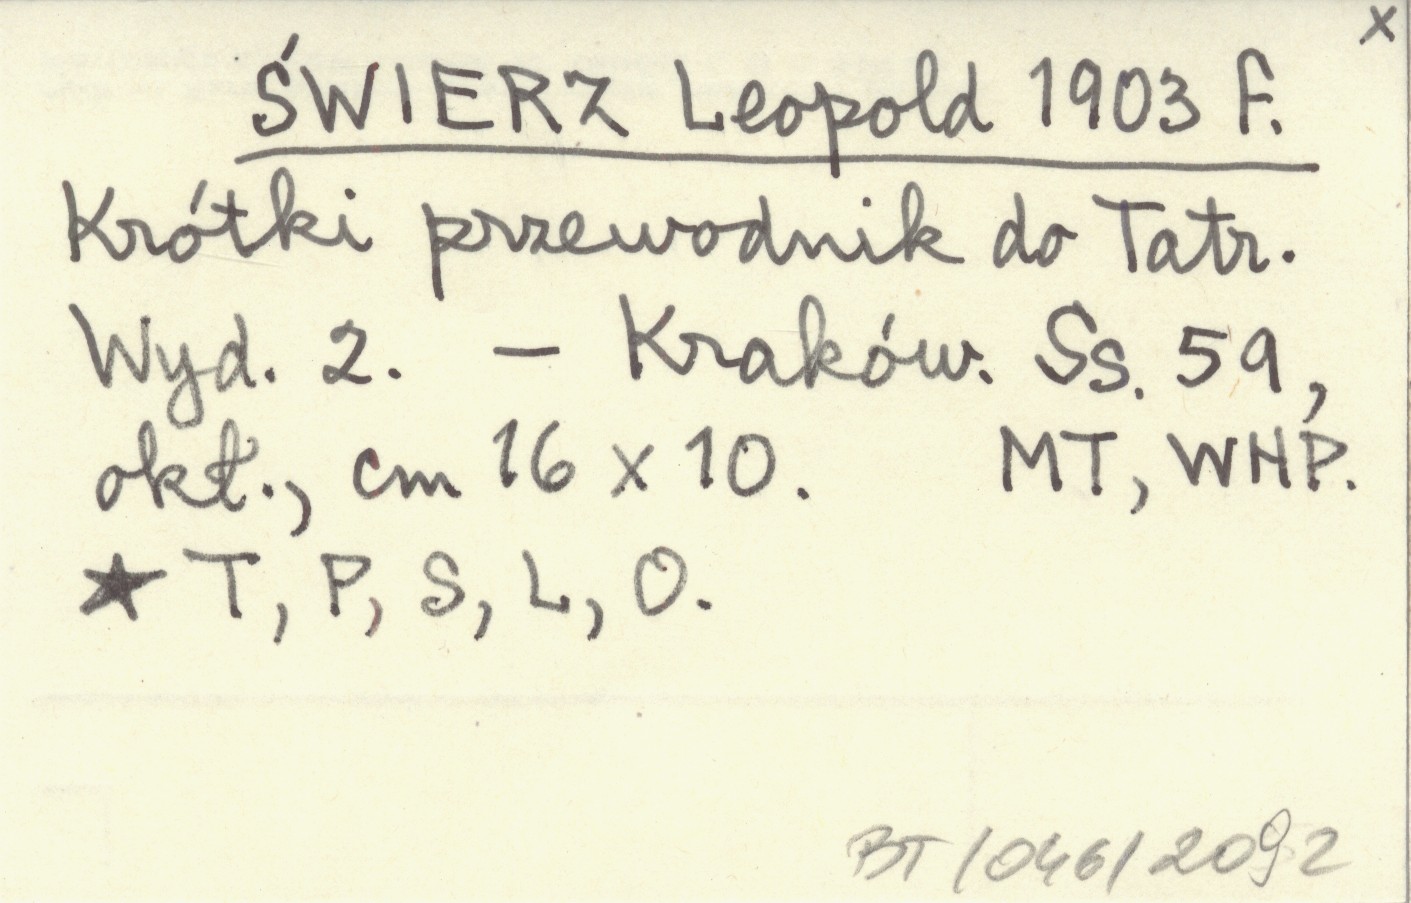 x
ŚWIERZ Leopold 1903 F.
Krótki przewodnik do Tatr.
Wyd. 2. – Kraków. Ss. 59,
okł., cm 16 x 10. MT, WHP.
★ T, P, S, L, O.
BT/046/2092